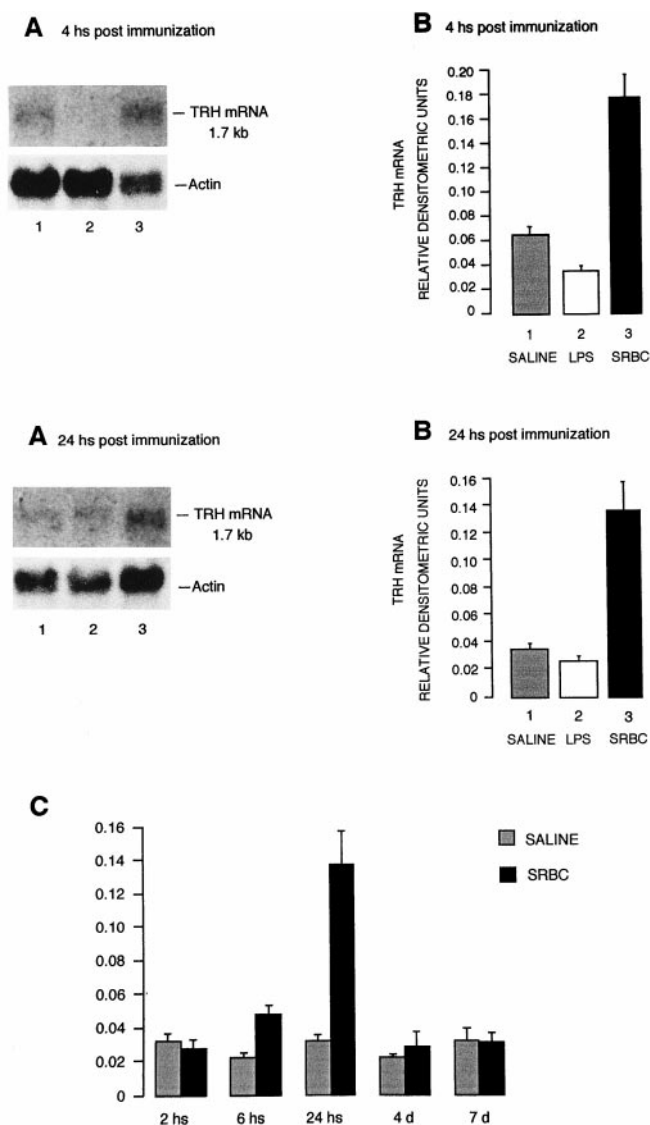 A 4 hs post immunization
TRH mRNA
1.7 kb
Actin
1 2 3
B 4 hs post immunization
TRH mRNA
RELATIVE DENSITOMETRIC UNITS
0.20
0.18
0.16
0.14
0.12
0.10
0.08
0.06
0.04
0.02
0
1 2 3
SALINE LPS SRBC
A 24 hs post immunization
TRH mRNA
1.7 kb
Actin
1 2 3
B 24 hs post immunization
TRH mRNA
RELATIVE DENSITOMETRIC UNITS
0.16
0.14
0.12
0.10
0.08
0.06
0.04
0.02
0
1 2 3
SALINE LPS SRBC
C
0.16
0.14
0.12
0.10
0.08
0.06
0.04
0.02
0
2 hs 6 hs 24 hs 4 d 7 d
SALINE
SRBC